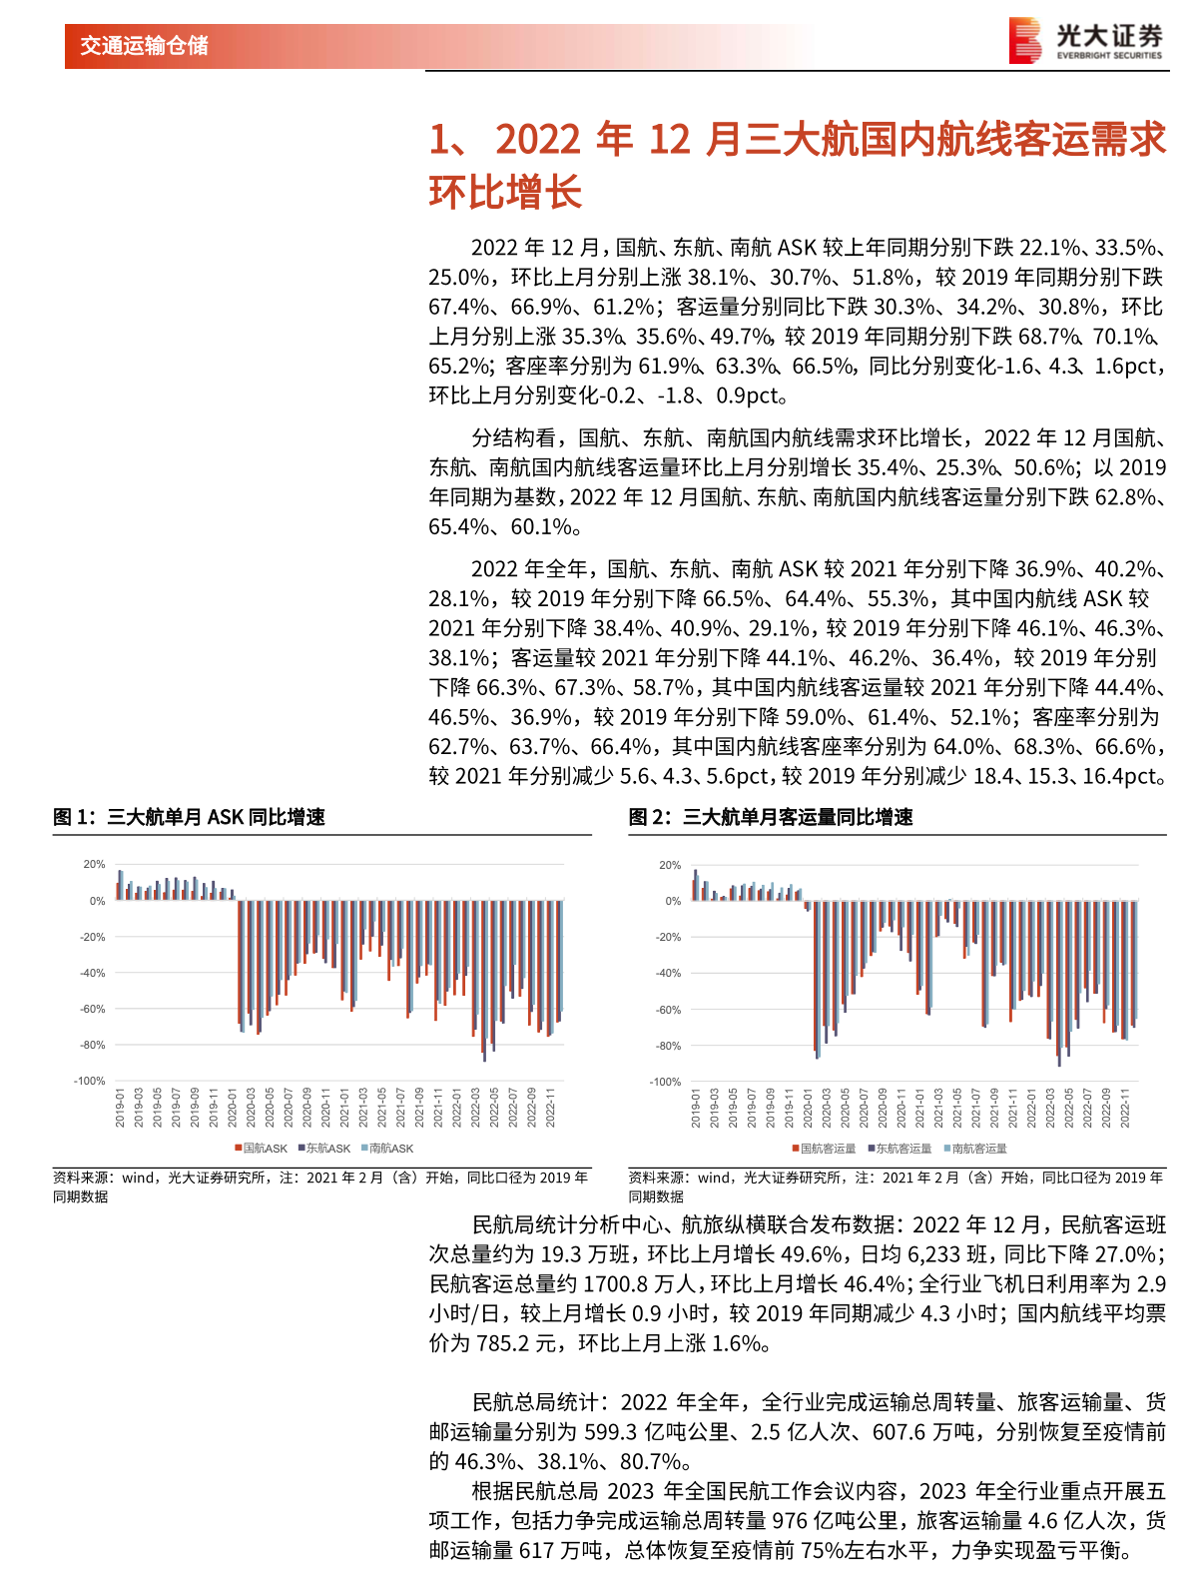 交通运输仓储
光大证券
EVERBRIGHT SECURITIES
1、 2022 年 12 月三大航国内航线客运需求
环比增长
2022 年 12 月，国航、东航、南航 ASK 较上年同期分别下跌 22.1%、33.5%、
25.0%，环比上月分别上涨 38.1%、30.7%、51.8%，较 2019 年同期分别下跌
67.4%、66.9%、61.2%；客运量分别同比下跌 30.3%、34.2%、30.8%，环比
上月分别上涨 35.3%、35.6%、49.7%，较 2019 年同期分别下跌 68.7%、70.1%、
65.2%；客座率分别为 61.9%、63.3%、66.5%，同比分别变化-1.6、4.3、1.6pct，
环比上月分别变化-0.2、-1.8、0.9pct。
分结构看，国航、东航、南航国内航线需求环比增长，2022 年 12 月国航、
东航、南航国内航线客运量环比上月分别增长 35.4%、25.3%、50.6%；以 2019
年同期为基数，2022 年 12 月国航、东航、南航国内航线客运量分别下跌 62.8%、
65.4%、60.1%。
2022 年全年，国航、东航、南航 ASK 较 2021 年分别下降 36.9%、40.2%、
28.1%，较 2019 年分别下降 66.5%、64.4%、55.3%，其中国内航线 ASK 较
2021 年分别下降 38.4%、40.9%、29.1%，较 2019 年分别下降 46.1%、46.3%、
38.1%；客运量较 2021 年分别下降 44.1%、46.2%、36.4%，较 2019 年分别
下降 66.3%、67.3%、58.7%，其中国内航线客运量较 2021 年分别下降 44.4%、
46.5%、36.9%，较 2019 年分别下降 59.0%、61.4%、52.1%；客座率分别为
62.7%、63.7%、66.4%，其中国内航线客座率分别为 64.0%、68.3%、66.6%，
较 2021 年分别减少 5.6、4.3、5.6pct，较 2019 年分别减少 18.4、15.3、16.4pct。
图 1：三大航单月 ASK 同比增速
20%
0%
-20%
-40%
-60%
-80%
-100%
2019-01 2019-03 2019-05 2019-07 2019-09 2019-11 2020-01 2020-03 2020-05 2020-07 2020-09 2020-11 2021-01 2021-03 2021-05 2021-07 2021-09 2021-11 2022-01 2022-03 2022-05 2022-07 2022-09 2022-11
国航ASK 东航ASK 南航ASK
资料来源：wind，光大证券研究所，注：2021 年 2 月（含）开始，同比口径为 2019 年
同期数据
图 2：三大航单月客运量同比增速
20%
0%
-20%
-40%
-60%
-80%
-100%
2019-01 2019-03 2019-05 2019-07 2019-09 2019-11 2020-01 2020-03 2020-05 2020-07 2020-09 2020-11 2021-01 2021-03 2021-05 2021-07 2021-09 2021-11 2022-01 2022-03 2022-05 2022-07 2022-09 2022-11
国航客运量 东航客运量 南航客运量
资料来源：wind，光大证券研究所，注：2021 年 2 月（含）开始，同比口径为 2019 年
同期数据
民航局统计分析中心、航旅纵横联合发布数据：2022 年 12 月，民航客运班
次总量约为 19.3 万班，环比上月增长 49.6%，日均 6,233 班，同比下降 27.0%；
民航客运总量约 1700.8 万人，环比上月增长 46.4%；全行业飞机日利用率为 2.9
小时/日，较上月增长 0.9 小时，较 2019 年同期减少 4.3 小时；国内航线平均票
价为 785.2 元，环比上月上涨 1.6%。
民航总局统计：2022 年全年，全行业完成运输总周转量、旅客运输量、货
邮运输量分别为 599.3 亿吨公里、2.5 亿人次、607.6 万吨，分别恢复至疫情前
的 46.3%、38.1%、80.7%。
根据民航总局 2023 年全国民航工作会议内容，2023 年全行业重点开展五
项工作，包括力争完成运输总周转量 976 亿吨公里，旅客运输量 4.6 亿人次，货
邮运输量 617 万吨，总体恢复至疫情前 75%左右水平，力争实现盈亏平衡。